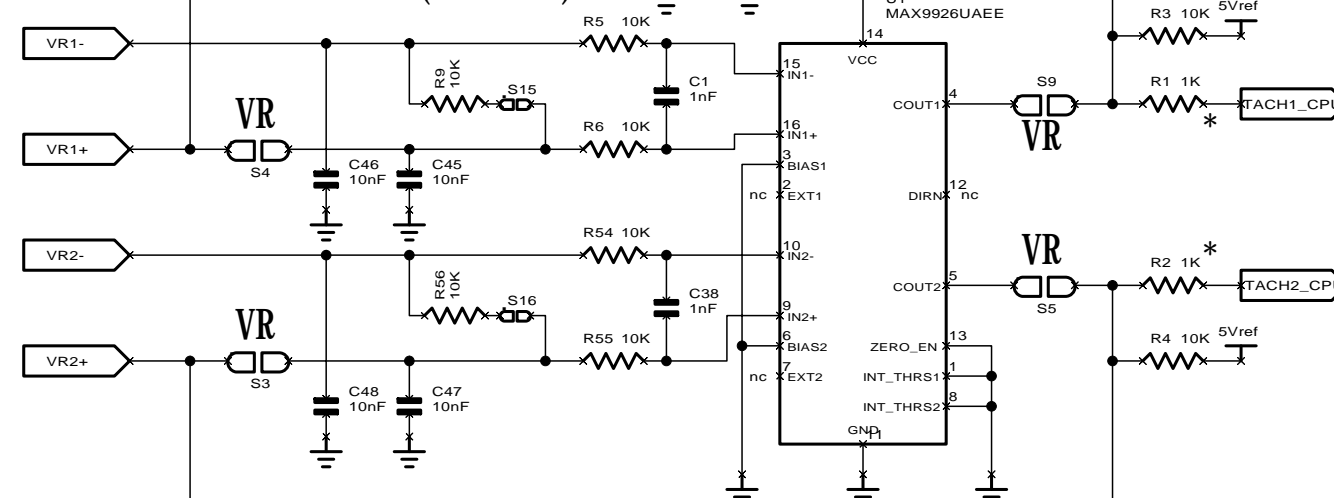 MAX9926UAEE
R5 10K
R3 10K
5Vref
VR1-
14
VCC
15
IN1-
R9
10K
S15
C1
1nF
S9
R1 1K
VR
4
COUT1
TACH1_CPU
*
VR
R6 10K
16
IN1+
VR1+
S4
3
BIAS1
C46
10nF
C45
10nF
nc
2
EXT1
DIRN
12
nc
R54 10K
VR
*
VR2-
10
IN2-
R2 1K
R56
10K
S16
C38
1nF
COUT2
5
TACH2_CPU
S5
VR
9
IN2+
R55 10K
6
BIAS2
ZERO_EN
13
R4 10K
5Vref
VR2+
S3
nc
7
EXT2
INT_THRS1
1
C48
10nF
C47
10nF
INT_THRS2
8
GND
11